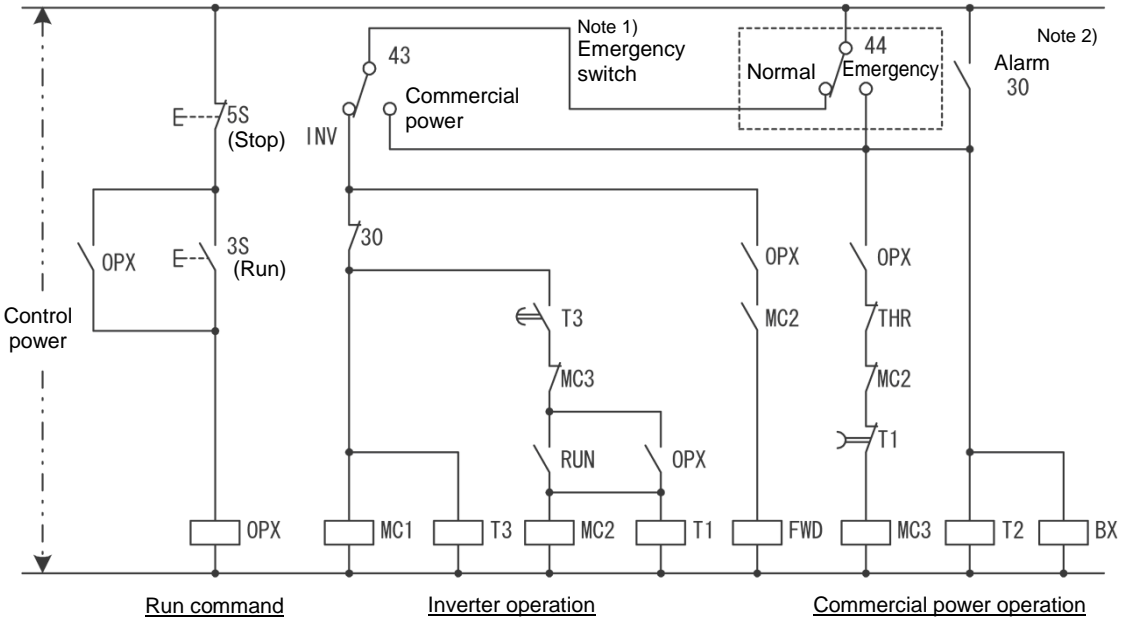 Note 1)
Emergency
switch
43
44
Normal
Emergency
Note 2)
Alarm
30
5S
(Stop)
INV
Commercial
power
OPX
3S
(Run)
30
OPX
OPX
Control
power
T3
MC2
THR
MC3
MC2
T1
RUN
OPX
OPX
MC1
T3
MC2
T1
FWD
MC3
T2
BX
Run command
Inverter operation
Commercial power operation